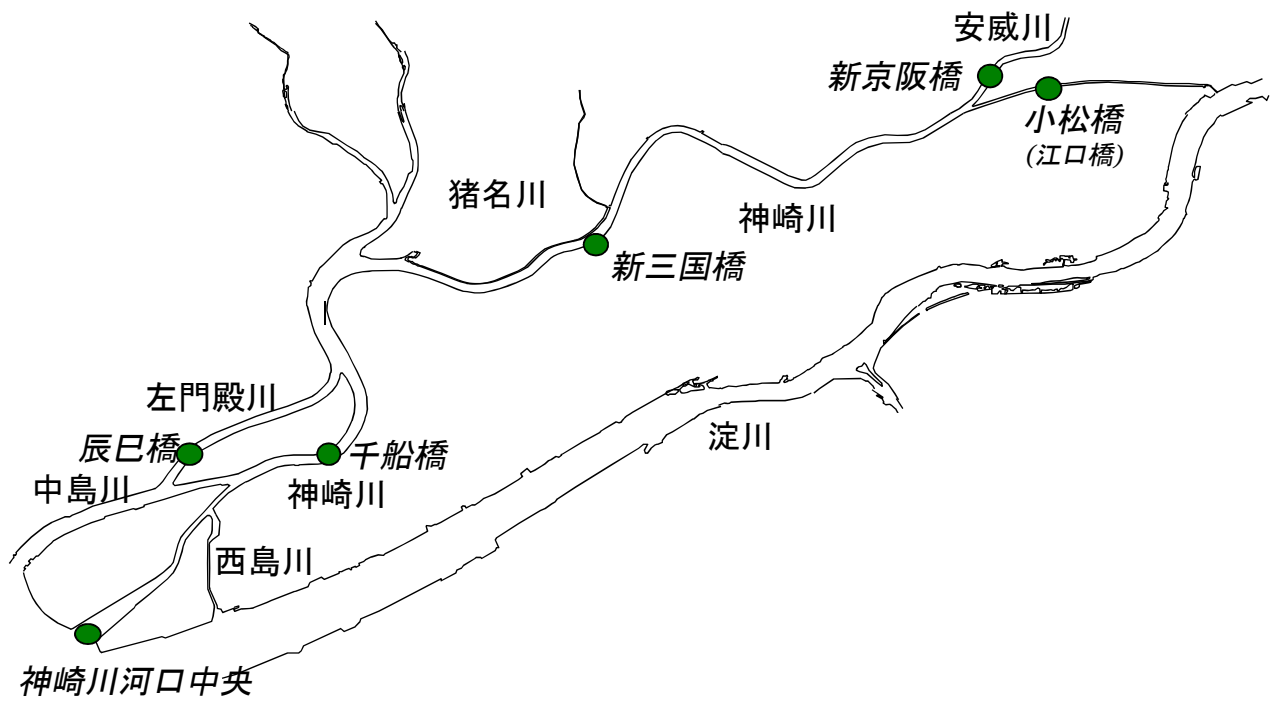 安威川
新京阪橋
小松橋
(江口橋)
猪名川
神崎川
新三国橋
左門殿川
辰巳橋
千船橋
淀川
中島川
神崎川
西島川
神崎川河口中央